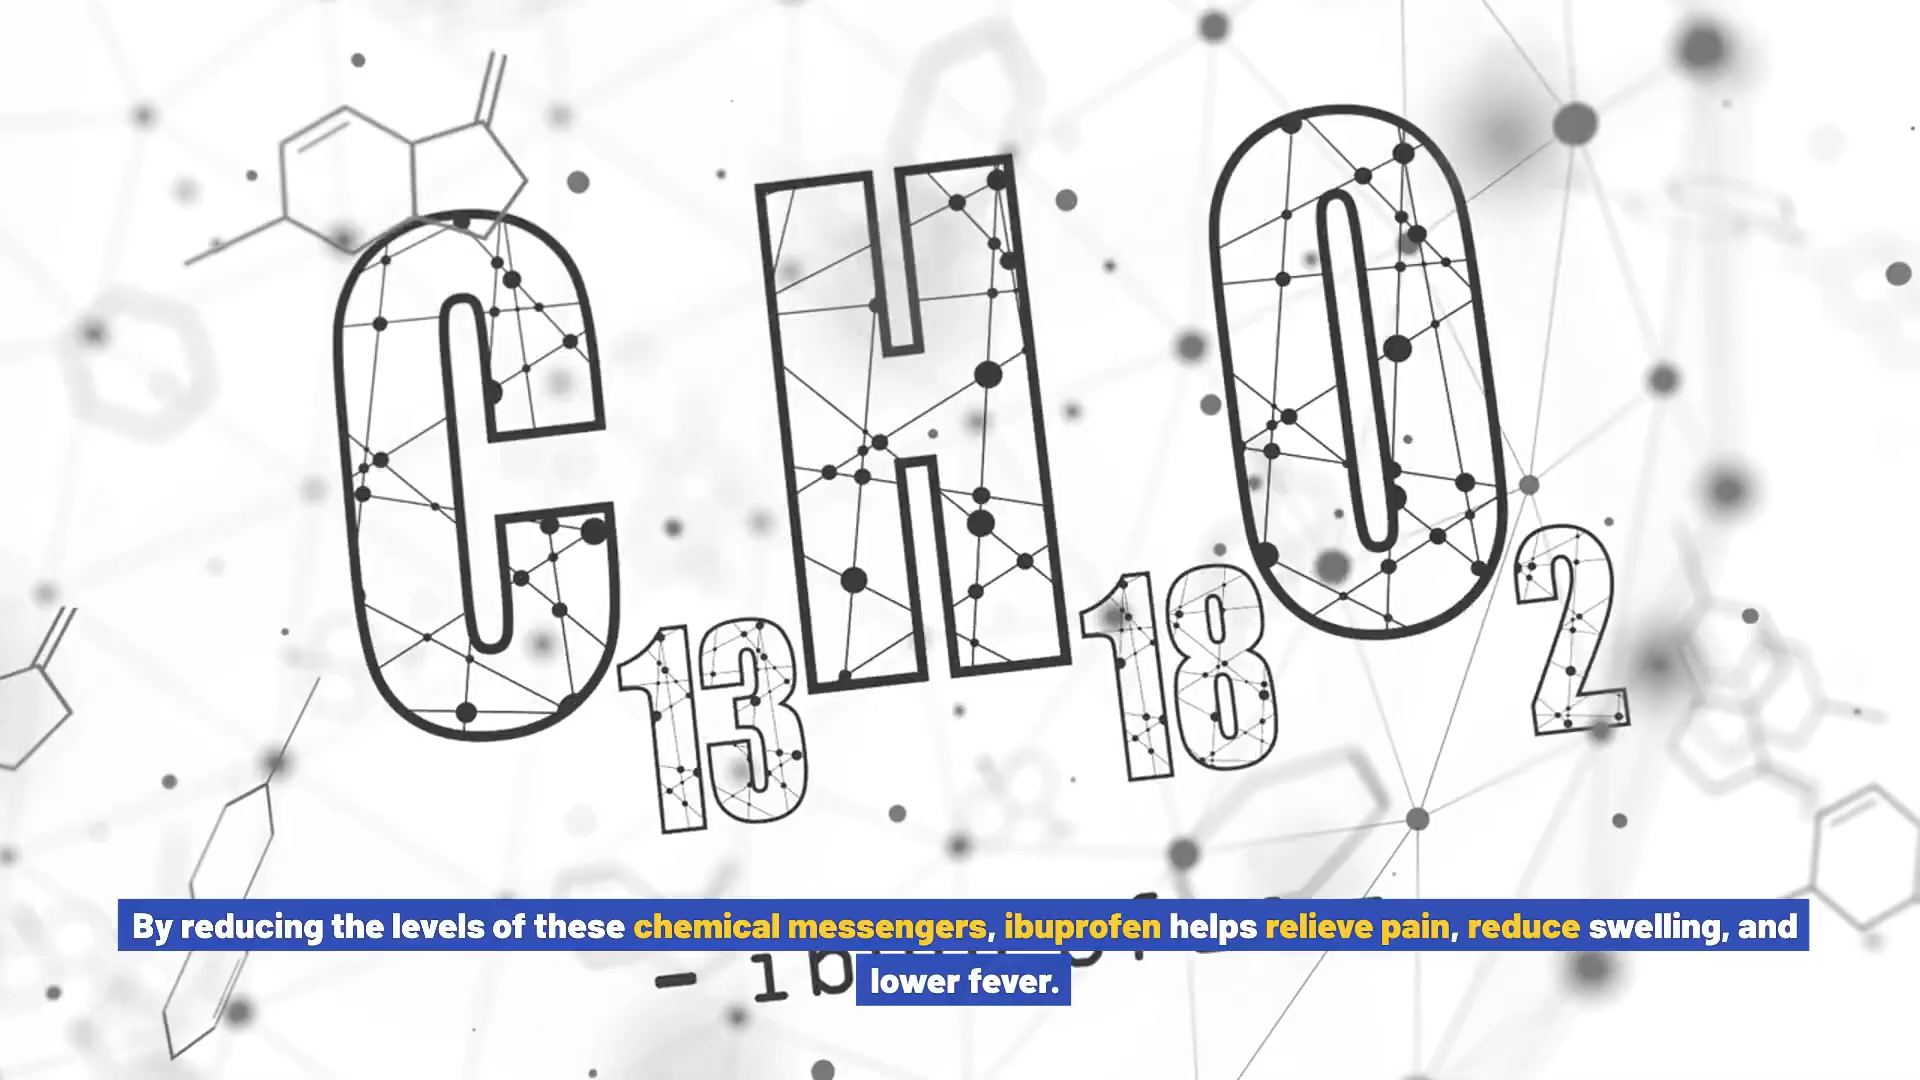 C13H18O2
By reducing the levels of these chemical messengers, ibuprofen helps relieve pain, reduce swelling, and
lower fever.